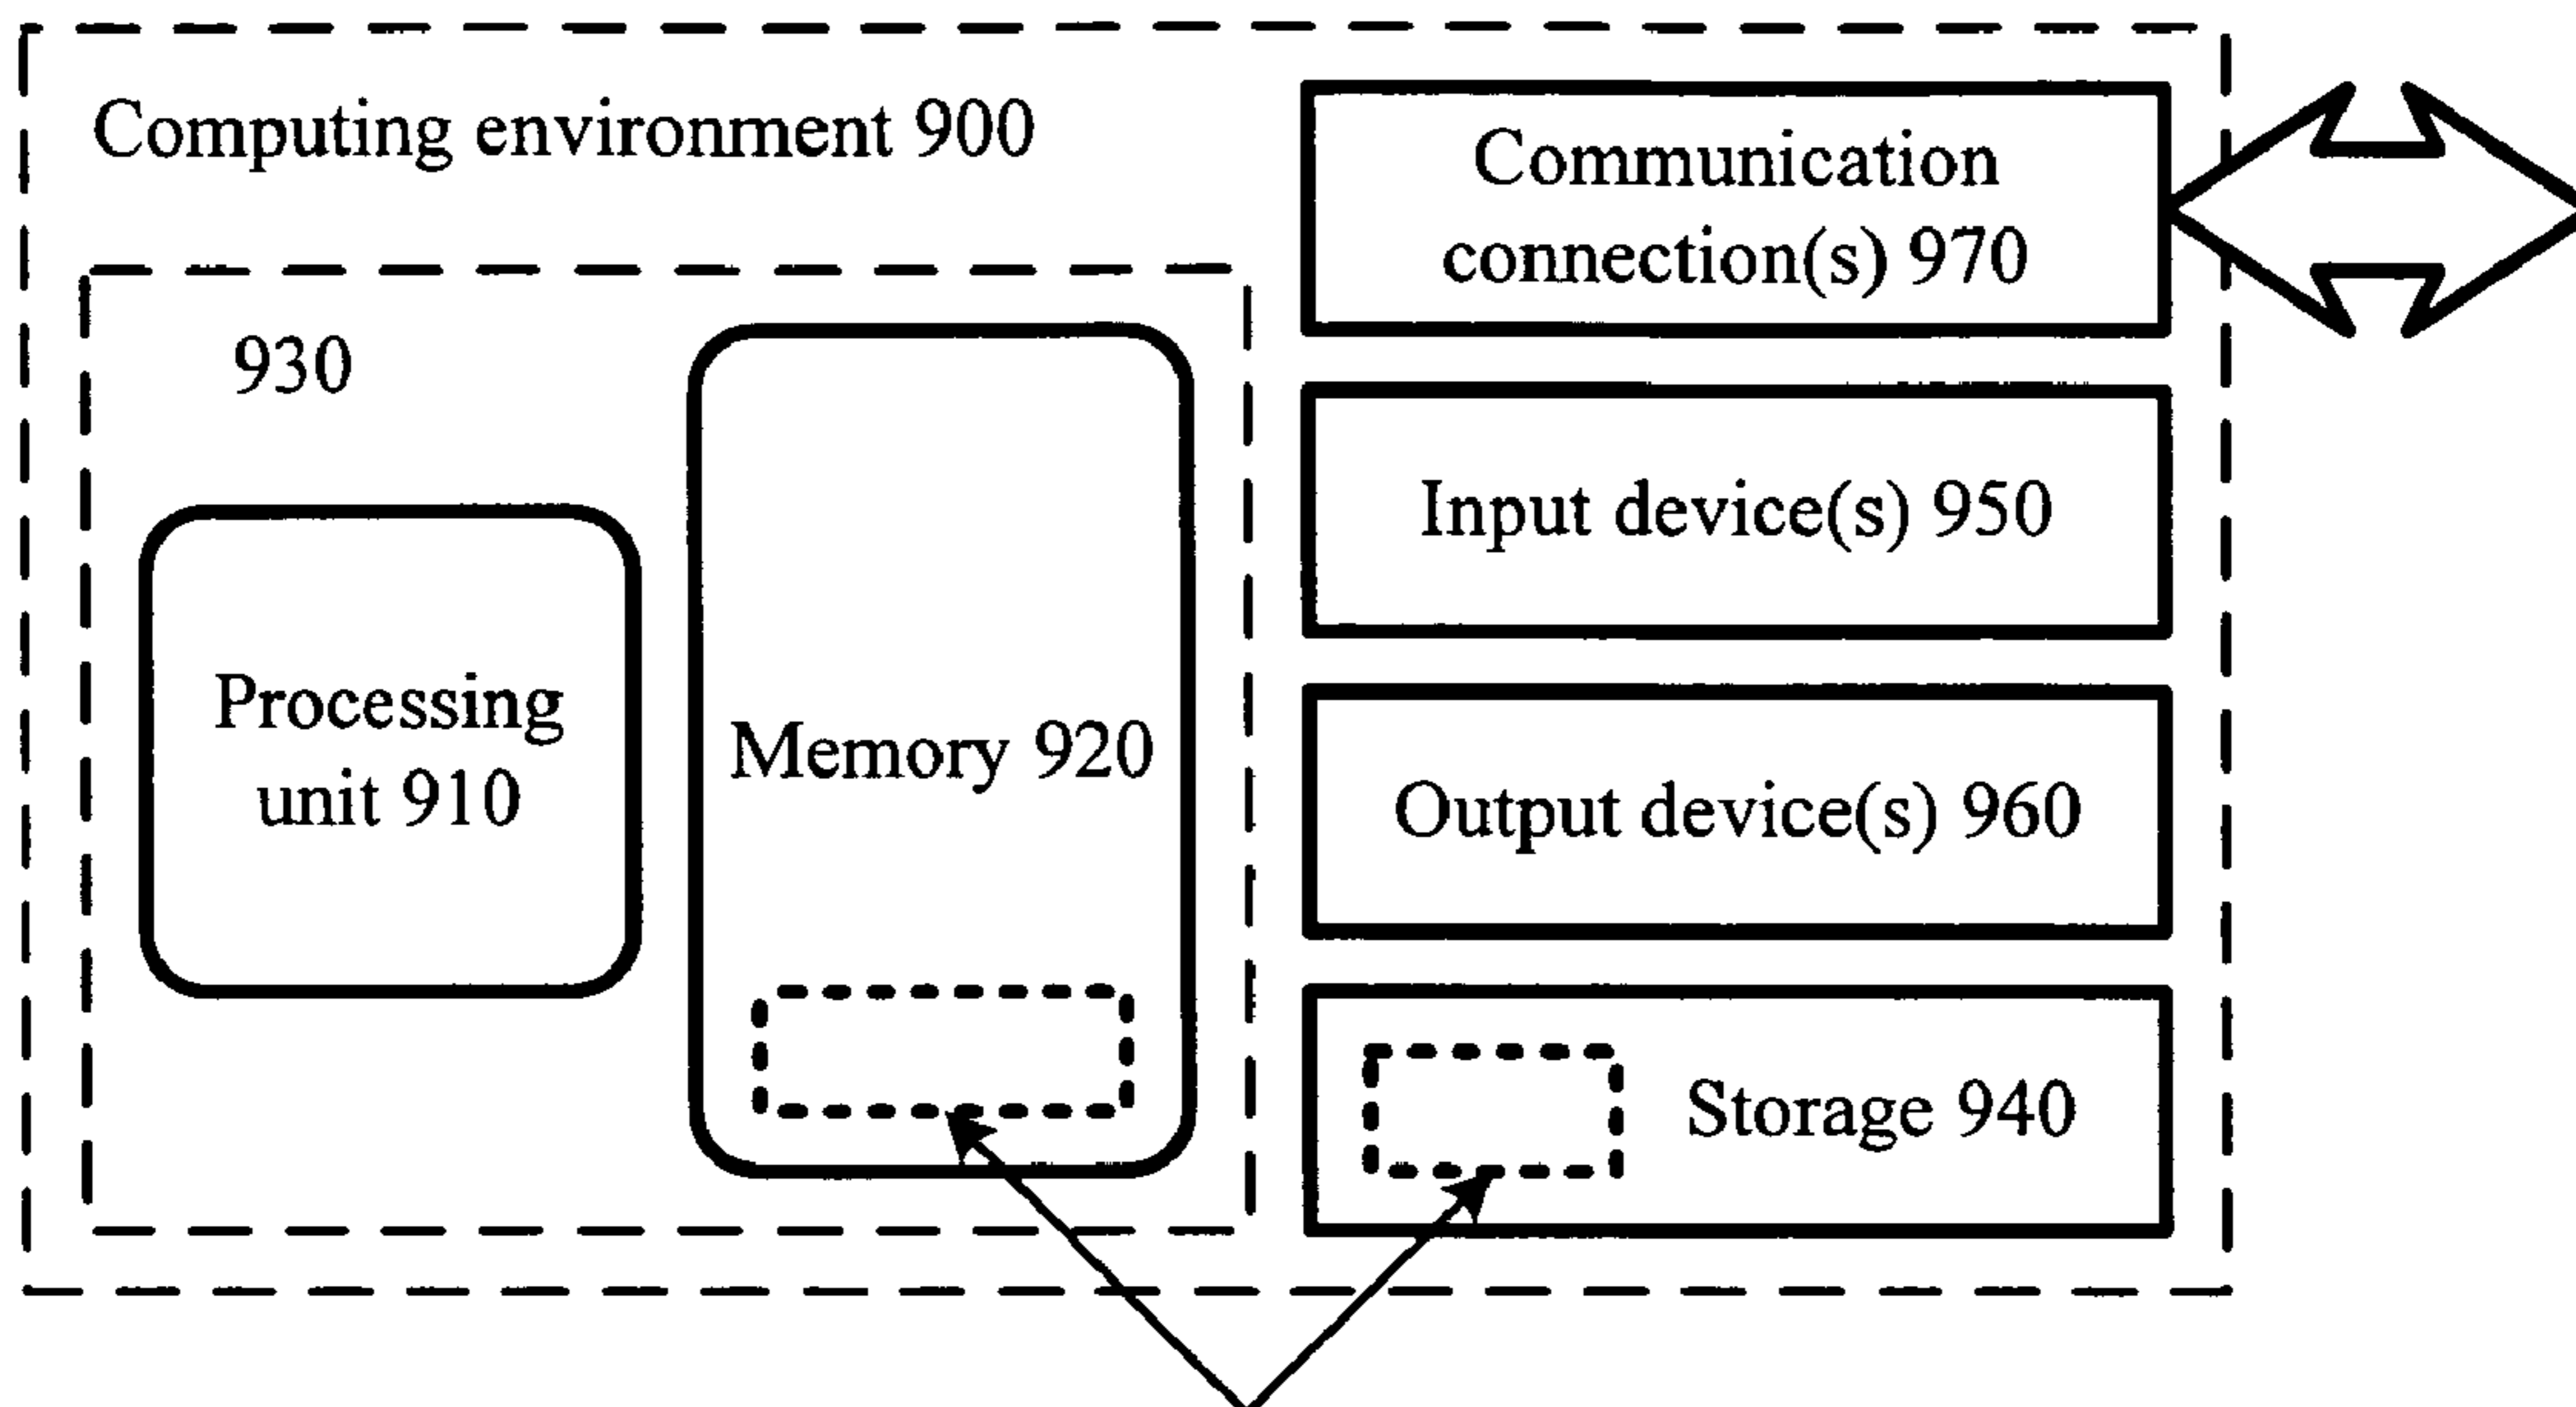 Computing environment 900
930
Processing
unit 910
Memory 920
Communication
connection(s) 970
Input device(s) 950
Output device(s) 960
Storage 940